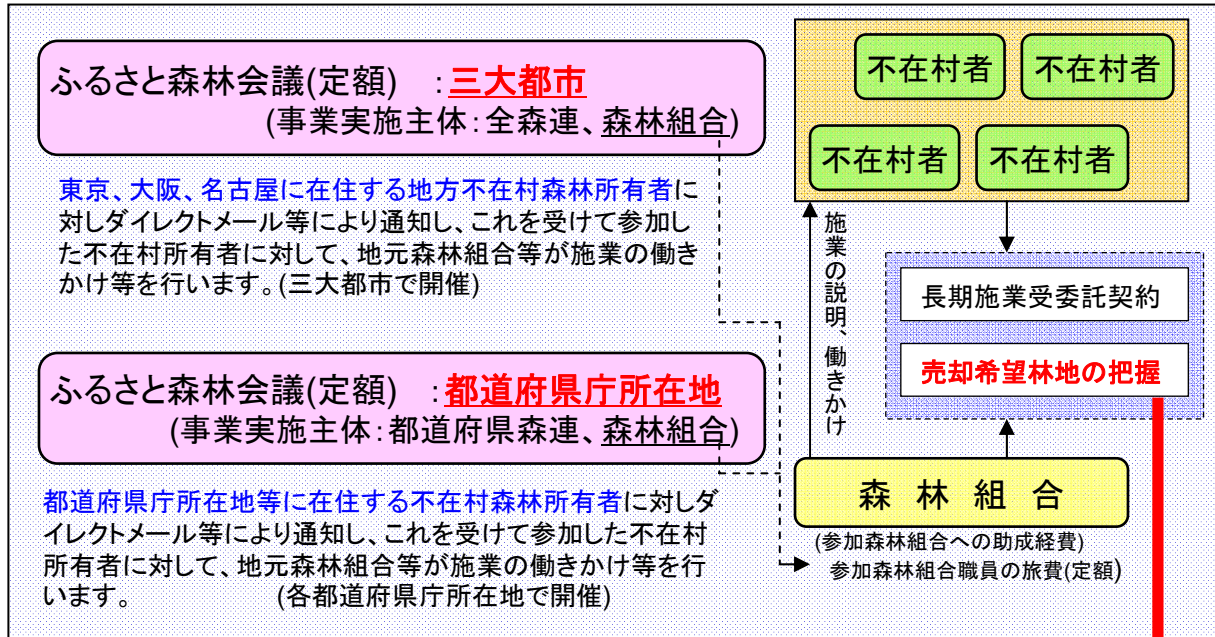 ふるさと森林会議(定額)　：三大都市
(事業実施主体：全森連、森林組合)
東京、大阪、名古屋に在住する地方不在村森林所有者に
対しダイレクトメール等により通知し、これを受けて参加し
た不在村所有者に対して、地元森林組合等が施業の働き
かけ等を行います。(三大都市で開催)
ふるさと森林会議(定額)　：都道府県庁所在地
(事業実施主体：都道府県森連、森林組合)
都道府県庁所在地等に在住する不在村森林所有者に対しダ
イレクトメール等により通知し、これを受けて参加した不在村
所有者に対して、地元森林組合等が施業の働きかけ等を行
います。　(各都道府県庁所在地で開催)
不在村者
不在村者
不在村者
不在村者
施業の説明、働きかけ
長期施業受委託契約
売却希望林地の把握
森 林 組 合
(参加森林組合への助成経費)
参加森林組合職員の旅費(定額)